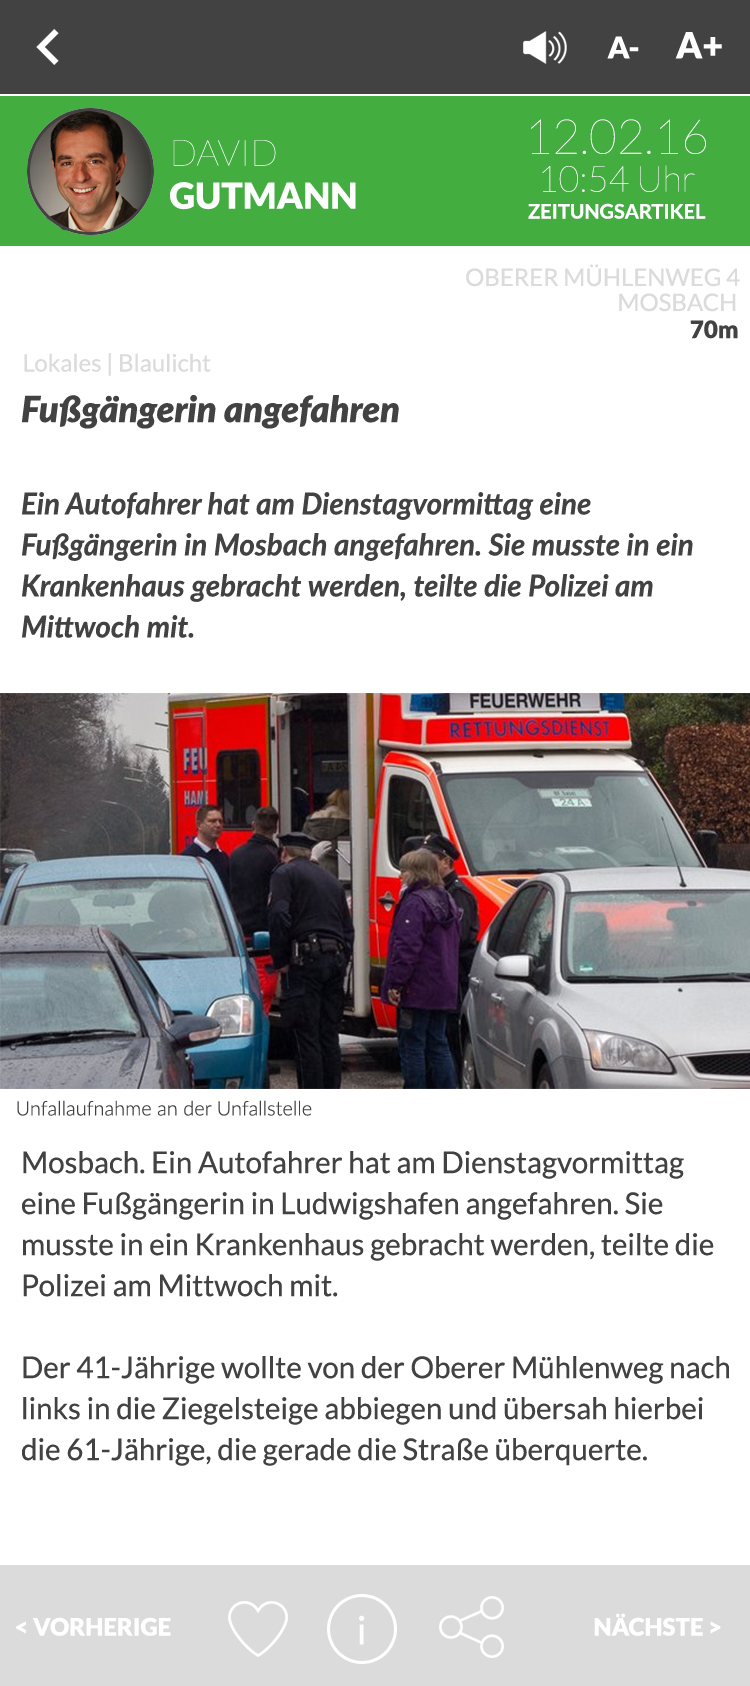 A- A+
DAVID
GUTMANN
12.02.16
10:54 Uhr
ZEITUNGSARTIKEL
OBERER MÜHLENWEG 4
MOSBACH
70m
Lokales | Blaulicht
Fußgängerin angefahren
Ein Autofahrer hat am Dienstagvormittag eine
Fußgängerin in Mosbach angefahren. Sie musste in ein
Krankenhaus gebracht werden, teilte die Polizei am
Mittwoch mit.
FEUERWEHR
RETTUNGSDIENST
FEU
HAM
24 A
Unfallaufnahme an der Unfallstelle
Mosbach. Ein Autofahrer hat am Dienstagvormittag
eine Fußgängerin in Ludwigshafen angefahren. Sie
musste in ein Krankenhaus gebracht werden, teilte die
Polizei am Mittwoch mit.
Der 41-Jährige wollte von der Oberer Mühlenweg nach
links in die Ziegelsteige abbiegen und übersah hierbei
die 61-Jährige, die gerade die Straße überquerte.
< VORHERIGE
i
NÄCHSTE >